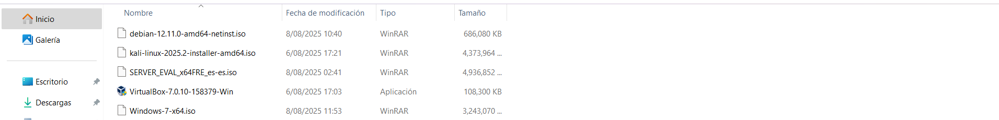 Inicio
Galería
Escritorio
Descargas
Nombre Fecha de modificación Tipo Tamaño
debian-12.11.0-amd64-netinst.iso 8/08/2025 10:40 WinRAR 686,080 KB
kali-linux-2025.2-installer-amd64.iso 6/08/2025 17:21 WinRAR 4,373,964 ...
SERVER_EVAL_x64FRE_es-es.iso 8/08/2025 02:41 WinRAR 4,936,852 ...
VirtualBox-7.0.10-158379-Win 6/08/2025 17:03 Aplicación 108,300 KB
Windows-7-x64.iso 8/08/2025 11:53 WinRAR 3,243,070 ...